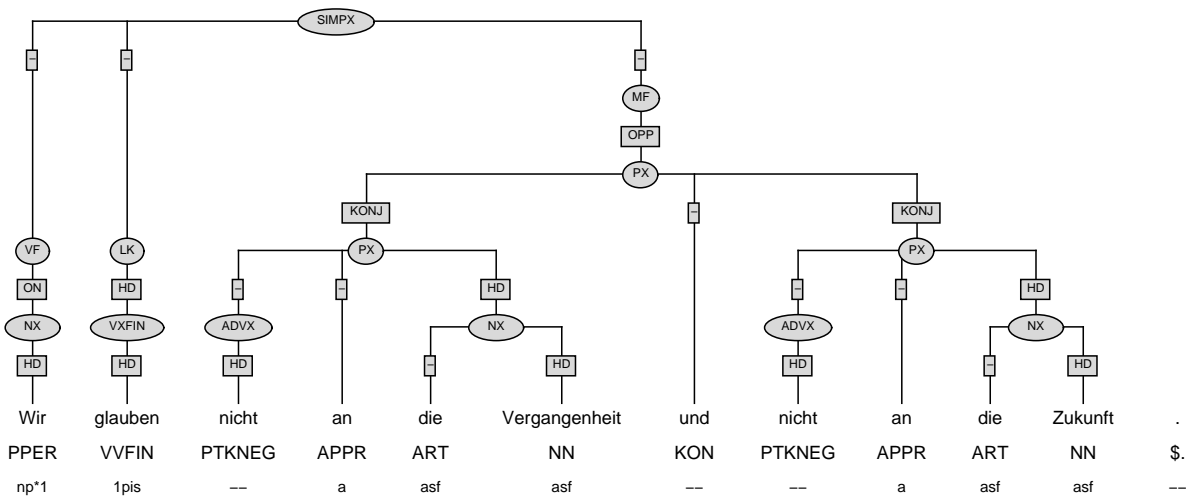 SIMPX
– – –
MF
OPP
PX
KONJ – KONJ
VF LK PX PX
ON HD – – HD – – HD
NX VXFIN ADVX NX ADVX NX
HD HD HD – HD HD – HD
Wir glauben nicht an die Vergangenheit und nicht an die Zukunft .
PPER VVFIN PTKNEG APPR ART NN KON PTKNEG APPR ART NN $.
np*1 1pis -- a asf asf -- -- a asf asf --